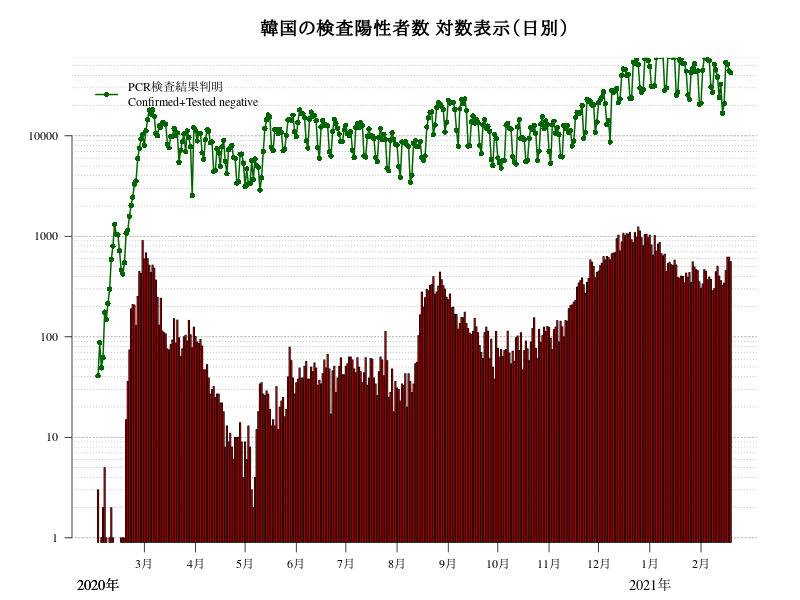 韓国の検査陽性者数 対数表示（日別）
PCR検査結果判明
Confirmed+Tested negative
10000
1000
100
10
1
3月 4月 5月 6月 7月 8月 9月 10月 11月 12月 1月 2月
2020年 2021年